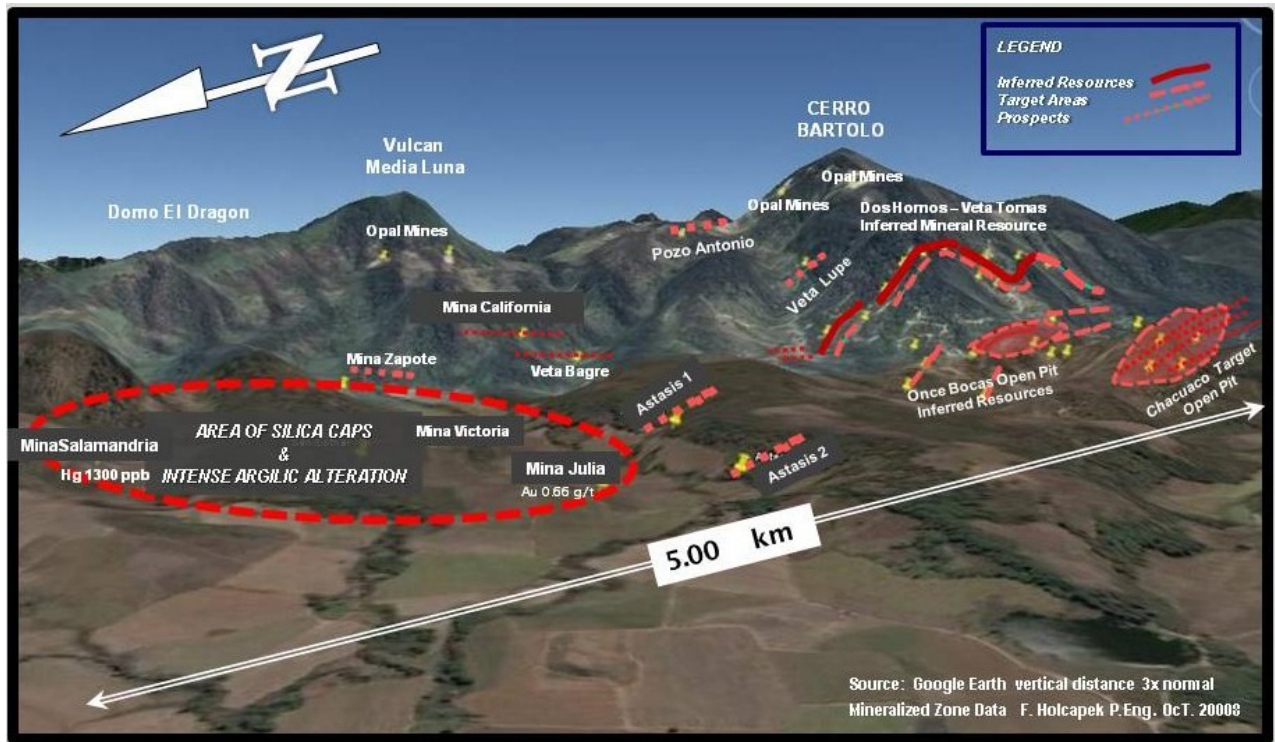 N
LEGEND
Inferred Resources
Target Areas
Prospects
CERRO
BARTOLO
Vulcan
Media Luna
Domo El Dragon
Opal Mines
Opal Mines
Opal Mines
Dos Hornos – Veta Tomas
Inferred Mineral Resource
Pozo Antonio
Veta Lupe
Mina California
Mina Zapote
Veta Bagre
Astasis 1
Once Bocas Open Pit
Inferred Resources
Chacuaco Target
Open Pit
MinaSalamandria
Hg 1300 ppb
AREA OF SILICA CAPS
&
INTENSE ARGILIC ALTERATION
Mina Victoria
Mina Julia
Au 0.66 g/t
Astasis 2
5.00 km
Source: Google Earth vertical distance 3x normal
Mineralized Zone Data F. Holcapek P.Eng. OcT. 20008